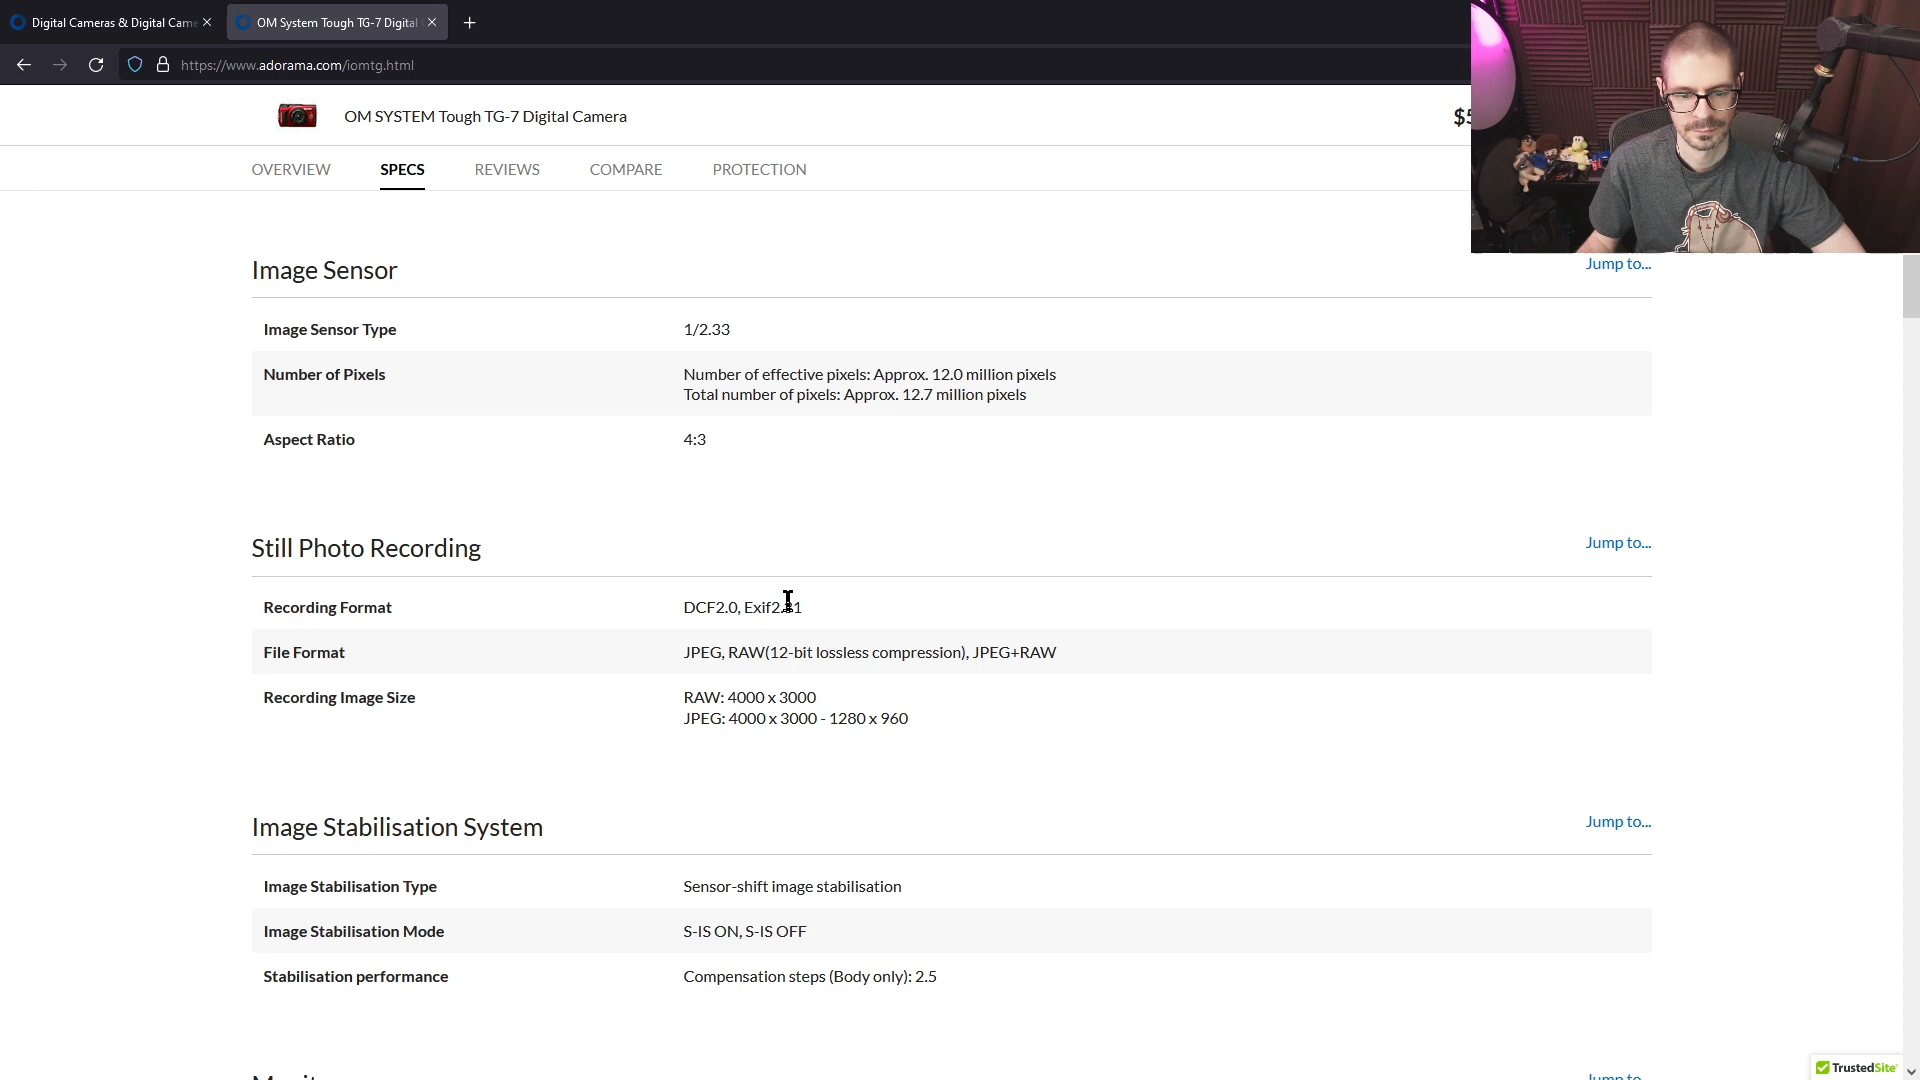 Digital Cameras & Digital Came
OM System Tough TG-7 Digital
https://www.adorama.com/iomtg.html
OM SYSTEM Tough TG-7 Digital Camera
OVERVIEW
SPECS
REVIEWS
COMPARE
PROTECTION
Image Sensor
Jump to...
Image Sensor Type
1/2.33
Number of Pixels
Number of effective pixels: Approx. 12.0 million pixels
Total number of pixels: Approx. 12.7 million pixels
Aspect Ratio
4:3
Still Photo Recording
Jump to...
Recording Format
DCF2.0,
File Format
JPEG, RAW(12-bit lossless compression), JPEG+RAW
Recording Image Size
RAW: 4000 x 3000
JPEG: 4000 x 3000 - 1280 x 960
Image Stabilisation System
Jump to...
Image Stabilisation Type
Sensor-shift image stabilisation
Image Stabilisation Mode
S-IS ON, S-IS OFF
Stabilisation performance
Compensation steps (Body only): 2.5
Jump to...
TrustedSite